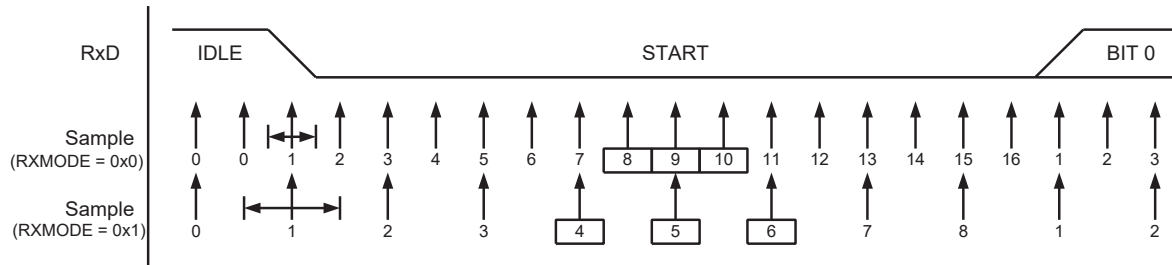 RxD IDLE START BIT 0
Sample
(RXMODE = 0x0)
0 0 1 2 3 4 5 6 7 8 9 10 11 12 13 14 15 16 1 2 3
Sample
(RXMODE = 0x1)
0 1 2 3 4 5 6 7 8 1 2